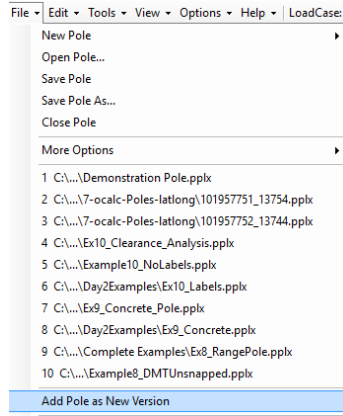 File Edit Tools View Options Help LoadCase:
New Pole
Open Pole...
Save Pole
Save Pole As...
Close Pole
More Options
1 C:\...\Demonstration Pole.pplx
2 C:\...\7-ocalc-Poles-latlong\101957751_13754.pplx
3 C:\...\7-ocalc-Poles-latlong\101957752_13744.pplx
4 C:\...\Ex10_Clearance_Analysis.pplx
5 C:\...\Example10_NoLabels.pplx
6 C:\...\Day2Examples\Ex10_Labels.pplx
7 C:\...\Ex9_Concrete_Pole.pplx
8 C:\...\Day2Examples\Ex9_Concrete.pplx
9 C:\...\Complete Examples\Ex8_RangePole.pplx
10 C:\...\Example8_DMTUnsnapped.pplx
Add Pole as New Version